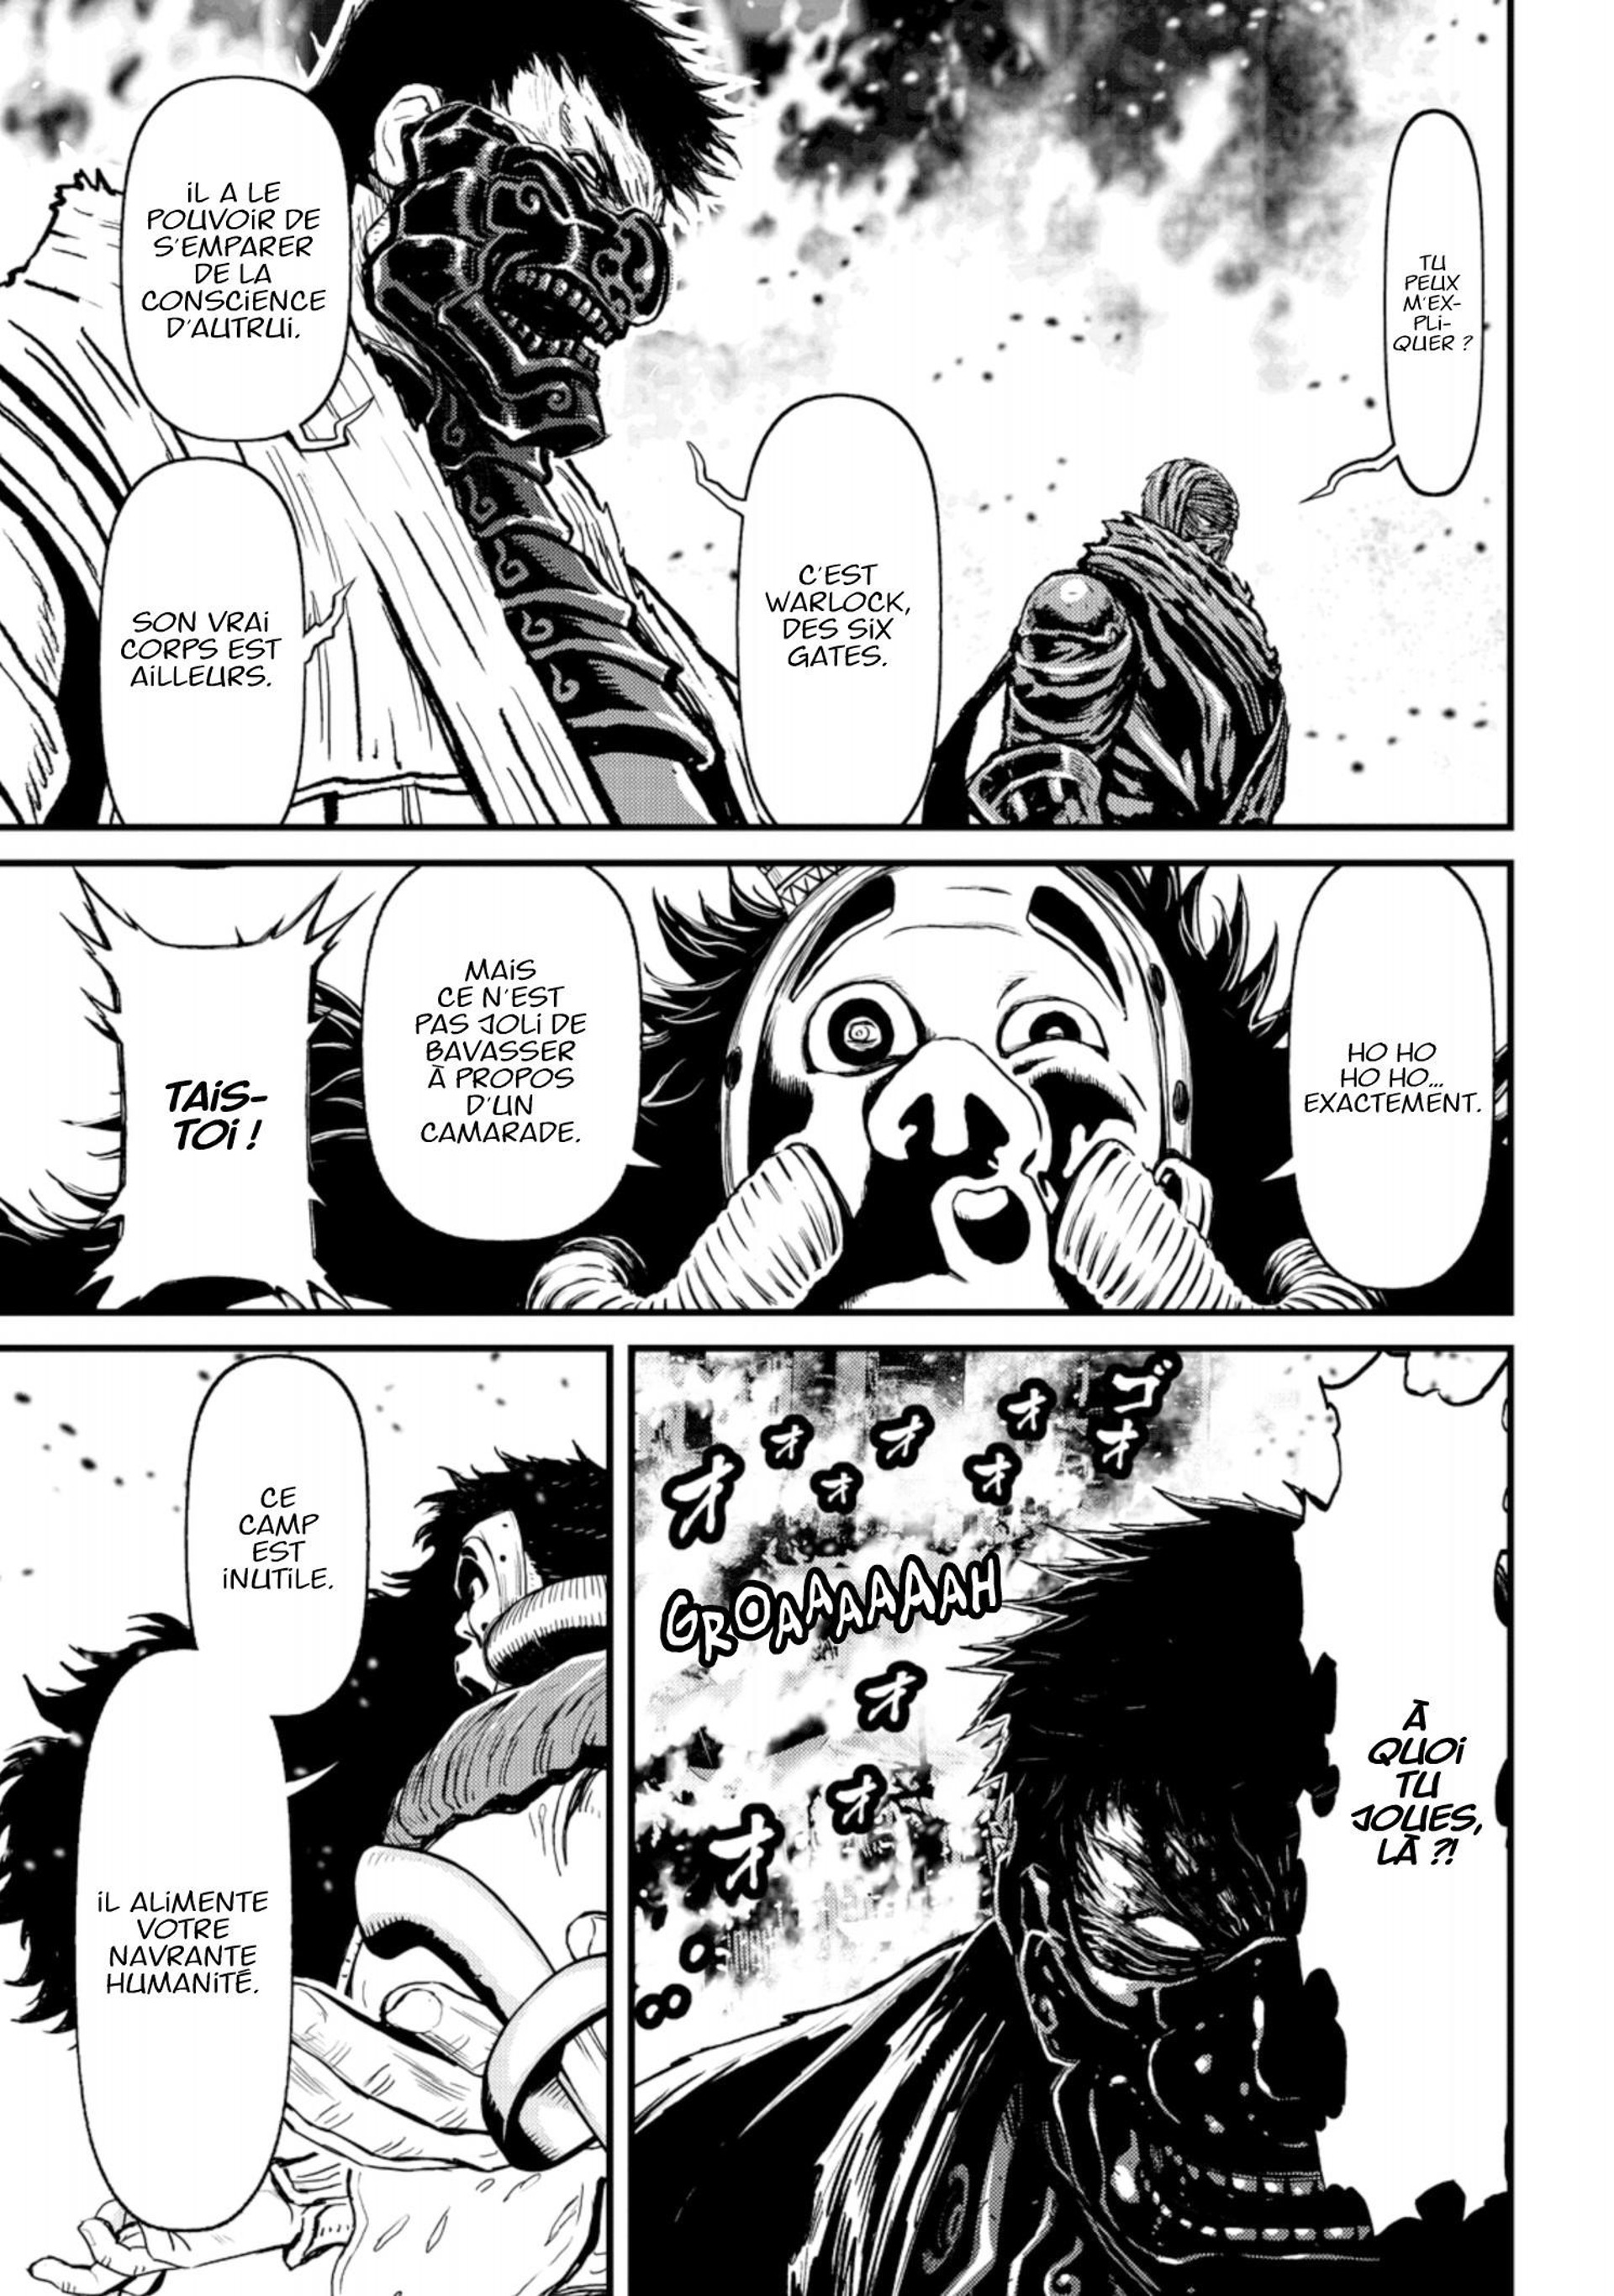 TU
PEUX
M'EX-
PLI-
QUER ?
C'EST
WARLOCK,
DES SIX
GATES.
IL A LE
POUVOIR DE
S'EMPARER
DE LA
CONSCIENCE
D'AUTRUI.
SON VRAI
CORPS EST
AILLEURS.
HO HO
HO HO...
EXACTEMENT.
MAIS
CE N'EST
PAS JOLI DE
BAVASSER
À PROPOS
D'UN
CAMARADE.
TAIS-
TOI !
À
QUOI
TU
JOUES,
LÀ ?!
ゴオオオオオオオ
GROAAAAAAAH
オオオ
CE
CAMP
EST
INUTILE.
IL ALIMENTE
VOTRE
NAVRANTE
HUMANITÉ.